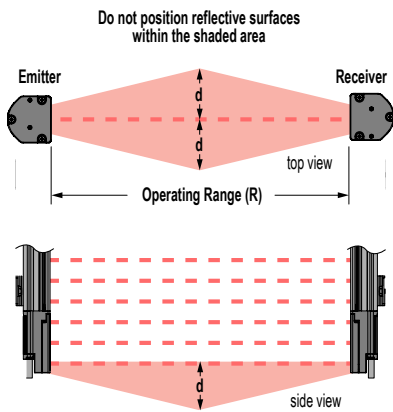 Do not position reflective surfaces
within the shaded area
Emitter
Receiver
d
d
top view
Operating Range (R)
d
side view